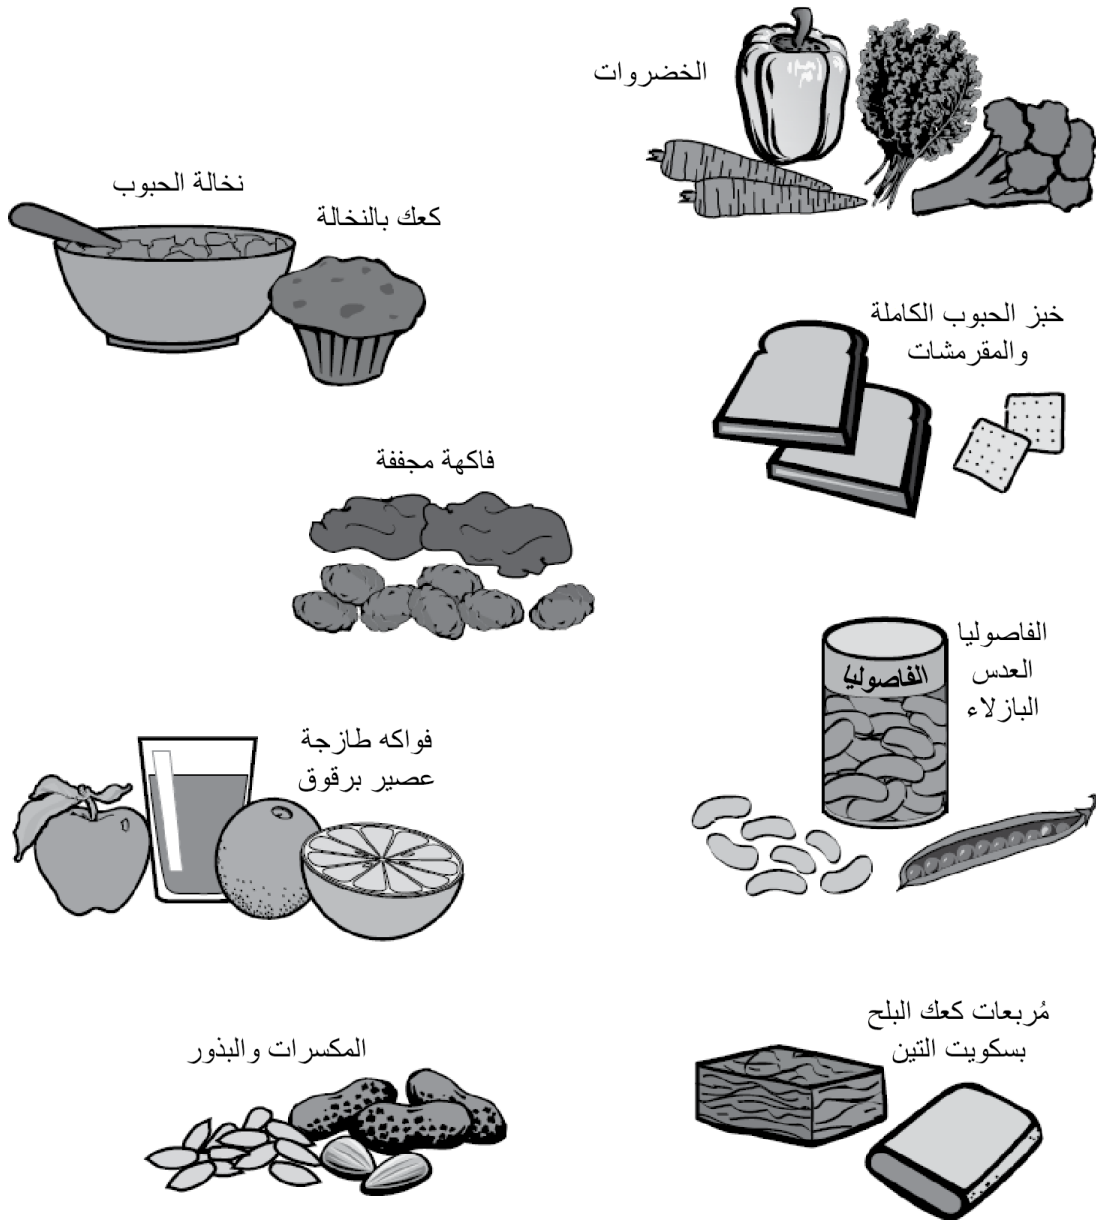 الخضروات
نخالة الحبوب
كعك بالنخالة
خبز الحبوب الكاملة
والمقرمشات
فاكهة مجففة
الفاصوليا
العدس
البازلاء
الفاصوليا
فواكه طازجة
عصير برقوق
مُربعات كعك البلح
بسكويت التين
المكسرات والبذور